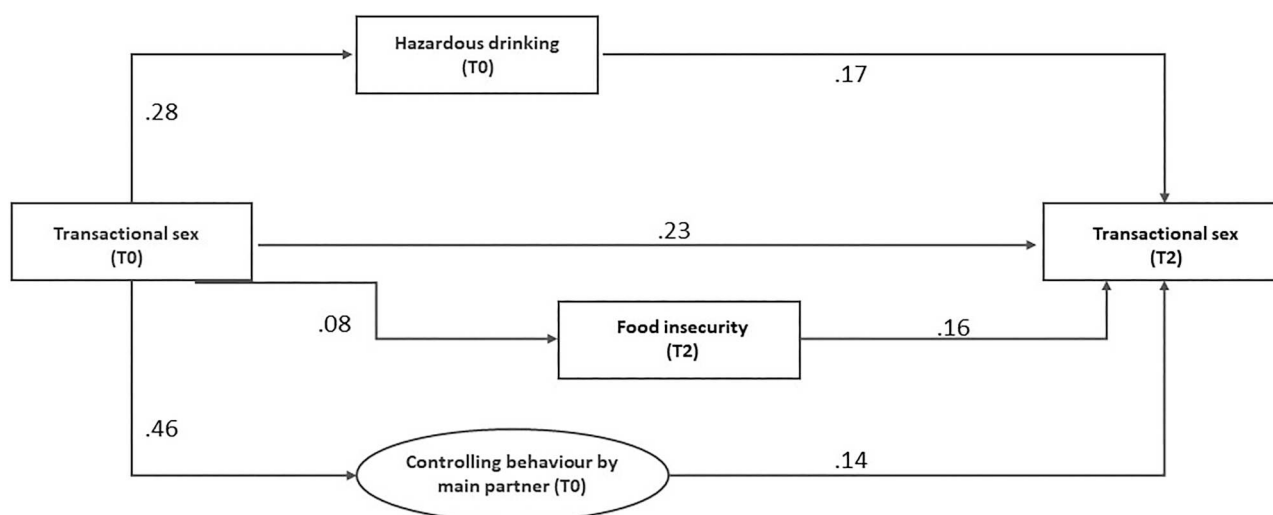 Hazardous drinking
(T0)
.17
.28
Transactional sex
(T0)
.23
Transactional sex
(T2)
.08
Food insecurity
(T2)
.16
.46
Controlling behaviour by
main partner (T0)
.14